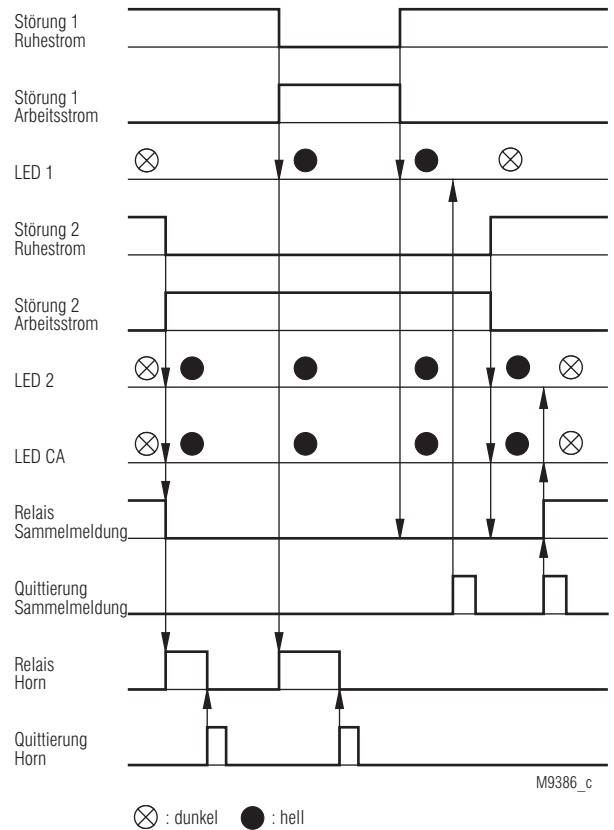 Störung 1
Ruhestrom
Störung 1
Arbeitsstrom
LED 1
Störung 2
Ruhestrom
Störung 2
Arbeitsstrom
LED 2
LED CA
Relais
Sammelmeldung
Quittierung
Sammelmeldung
Relais
Horn
Quittierung
Horn
M9386_c
: dunkel : hell